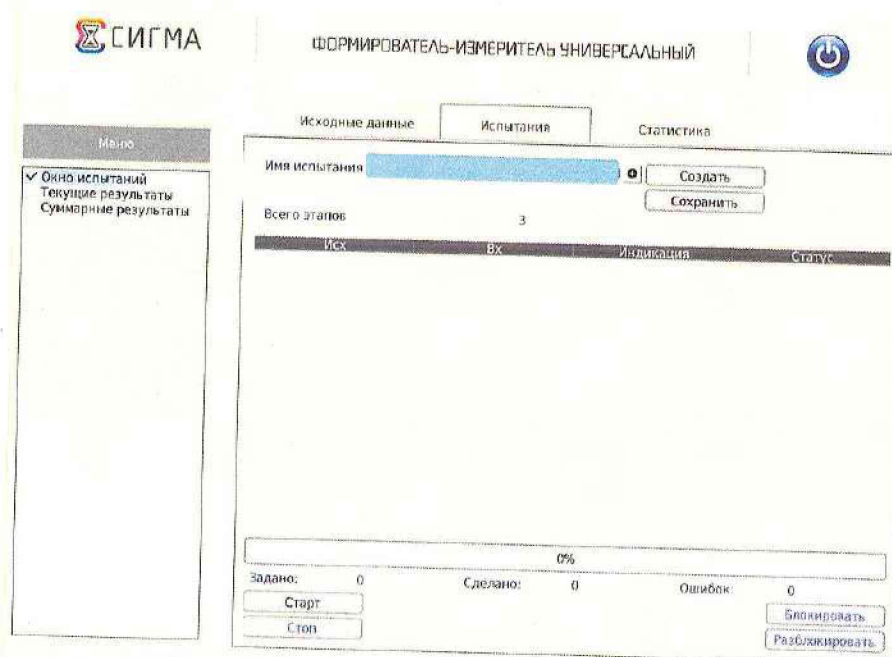 СИГМА
ФОРМИРОВАТЕЛЬ-ИЗМЕРИТЕЛЬ УНИВЕРСАЛЬНЫЙ
Исходные данные
Испытания
Статистика
Меню
✓ Окно испытаний
Текущие результаты
Суммарные результаты
Имя испытания
Создать
Сохранить
Всего этапов 3
Исх Вх Индикация Статус
0%
Задано: 0 Сделано: 0 Ошибок: 0
Старт
Стоп
Блокировать
Разблокировать